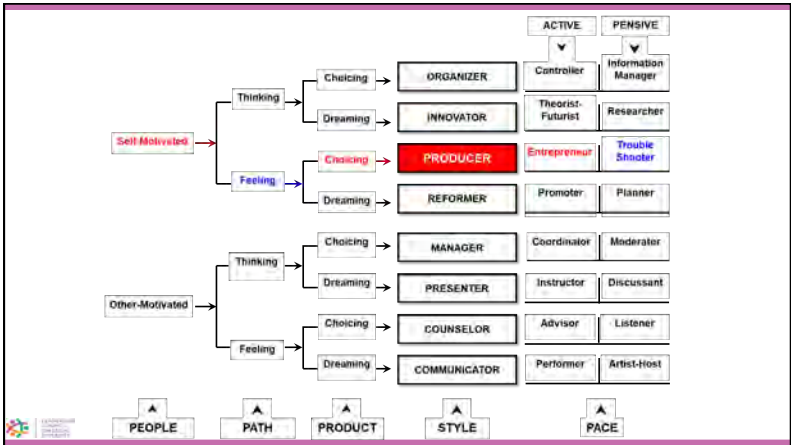 ACTIVE PENSIVE
Choicing ORGANIZER Controller Information
Manager
Thinking
Dreaming INNOVATOR Theorist-
Futurist Researcher
Self-Motivated
Choicing PRODUCER Entrepreneur Trouble
Shooter
Feeling
Dreaming REFORMER Promoter Planner
Choicing MANAGER Coordinator Moderator
Thinking
Dreaming PRESENTER Instructor Discussant
Other-Motivated
Choicing COUNSELOR Advisor Listener
Feeling
Dreaming COMMUNICATOR Performer Artist-Host
PEOPLE PATH PRODUCT STYLE PACE